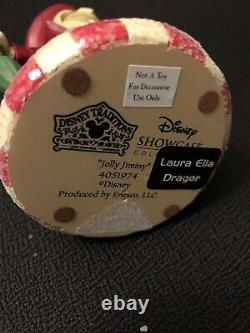 Not A Toy
For Decorative
Use Only
DISNEY TRADITIONS
Disney
SHOWCASE
COL
Laura Ella
Drager
"Jolly Jiminy"
4051974
©Disney
Produced by Enesco, LLC.